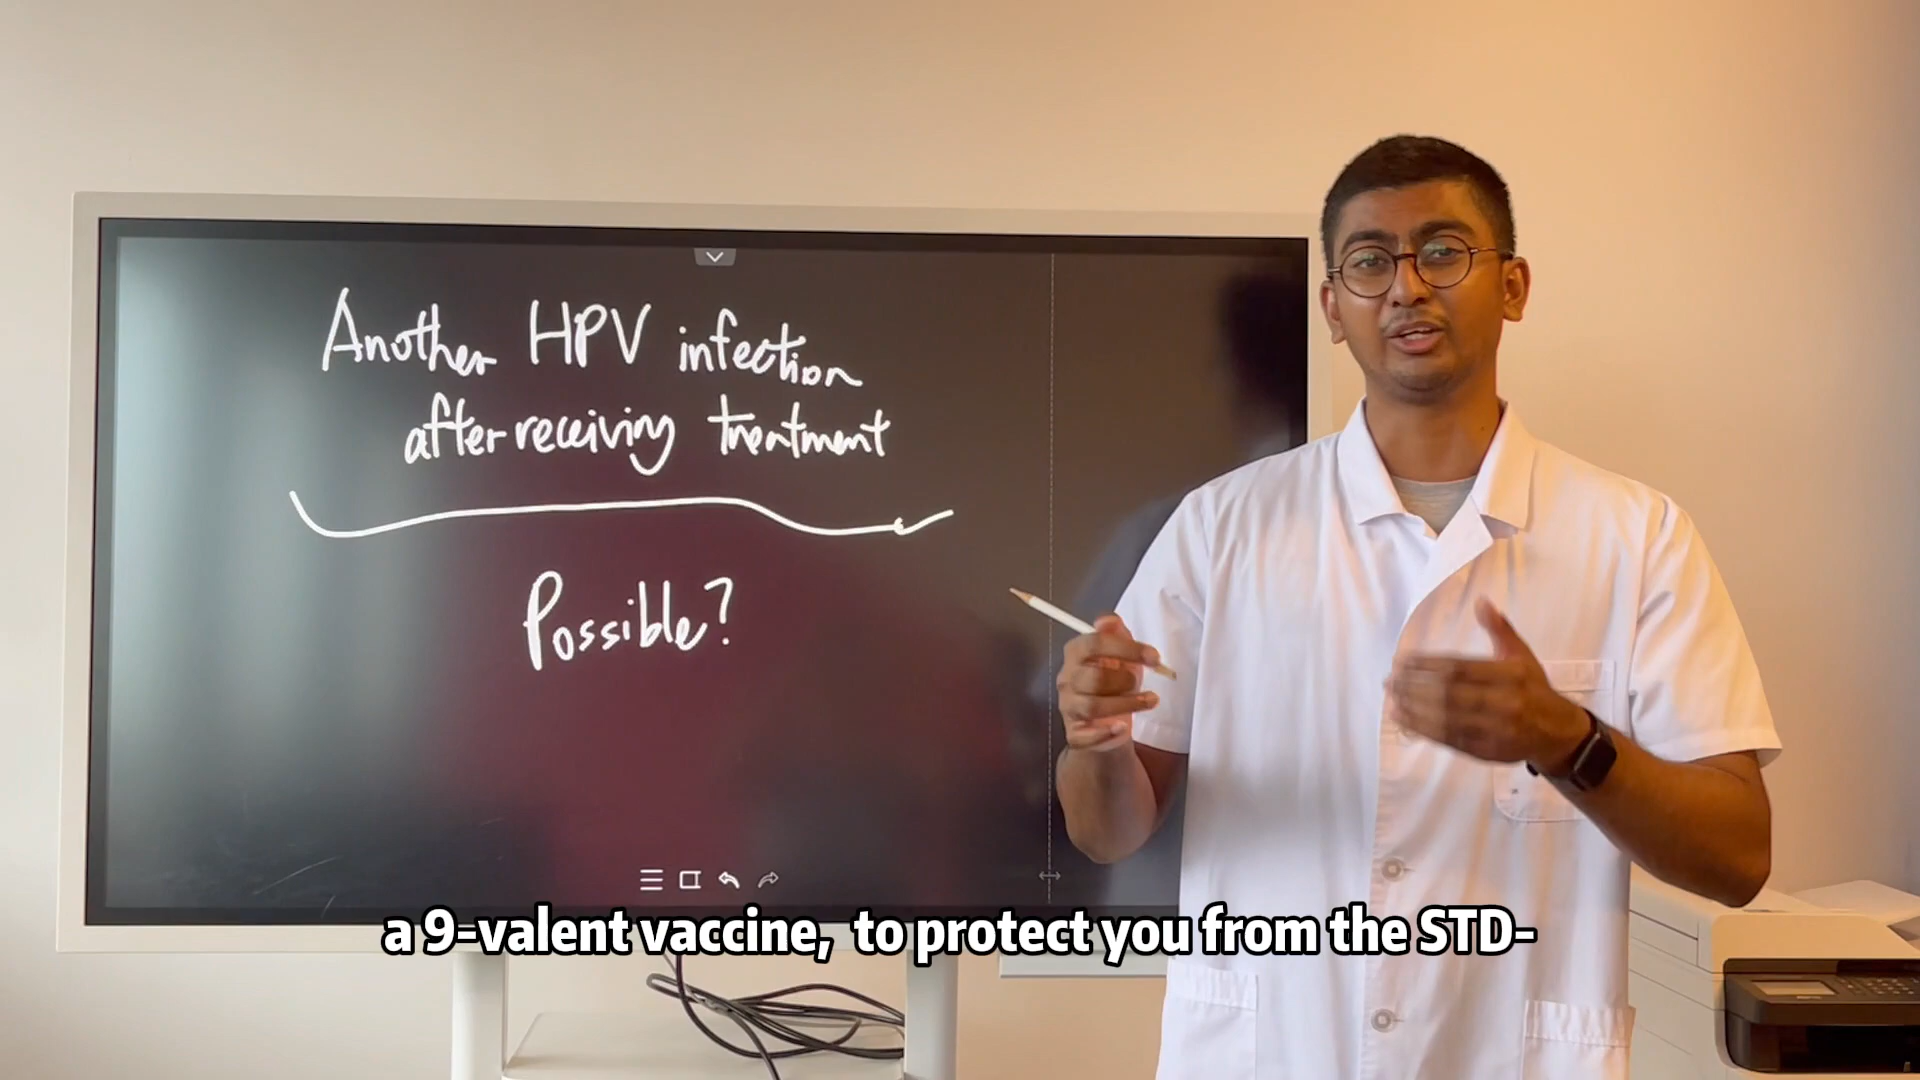 Another HPV infection
after receiving treatment
Possible?
a 9-valent vaccine, to protect you from the STD-